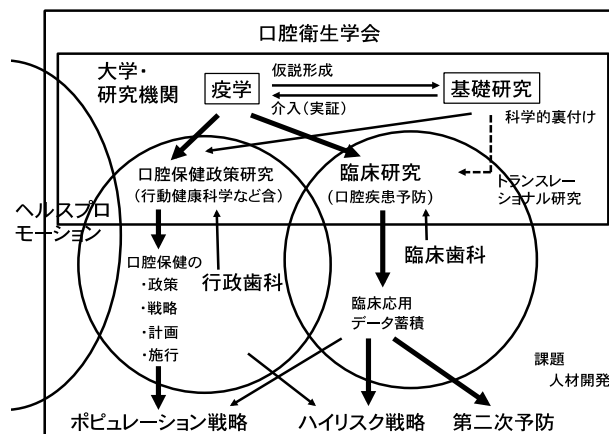 口腔衛生学会
大学・
研究機関
疫学
仮説形成
介入(実証)
基礎研究
科学的裏付け
口腔保健政策研究
(行動健康科学など含)
臨床研究
(口腔疾患予防)
トランスレー
ショナル研究
ヘルスプロ
モーション
口腔保健の
・政策
・戦略
・計画
・施行
行政歯科
臨床歯科
臨床応用
データ蓄積
課題
人材開発
ポピュレーション戦略
ハイリスク戦略
第二次予防